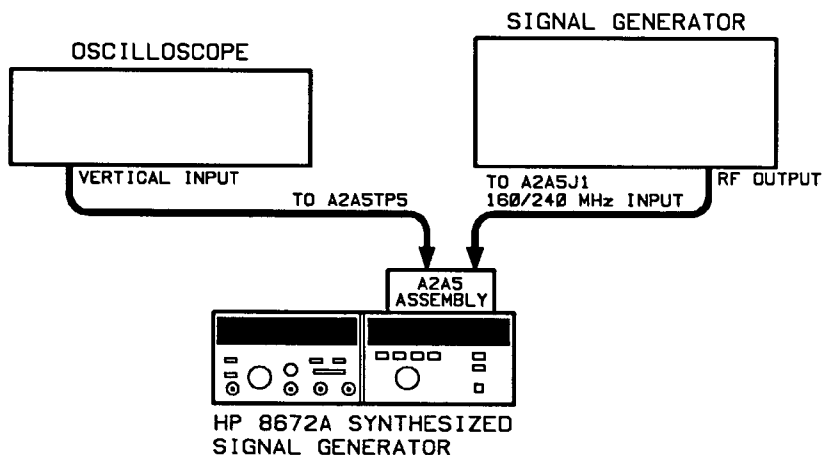 SIGNAL GENERATOR
OSCILLOSCOPE
VERTICAL INPUT
TO A2A5TP5
TO A2A5J1
160/240 MHz INPUT
RF OUTPUT
A2A5
ASSEMBLY
HP 8672A SYNTHESIZED
SIGNAL GENERATOR